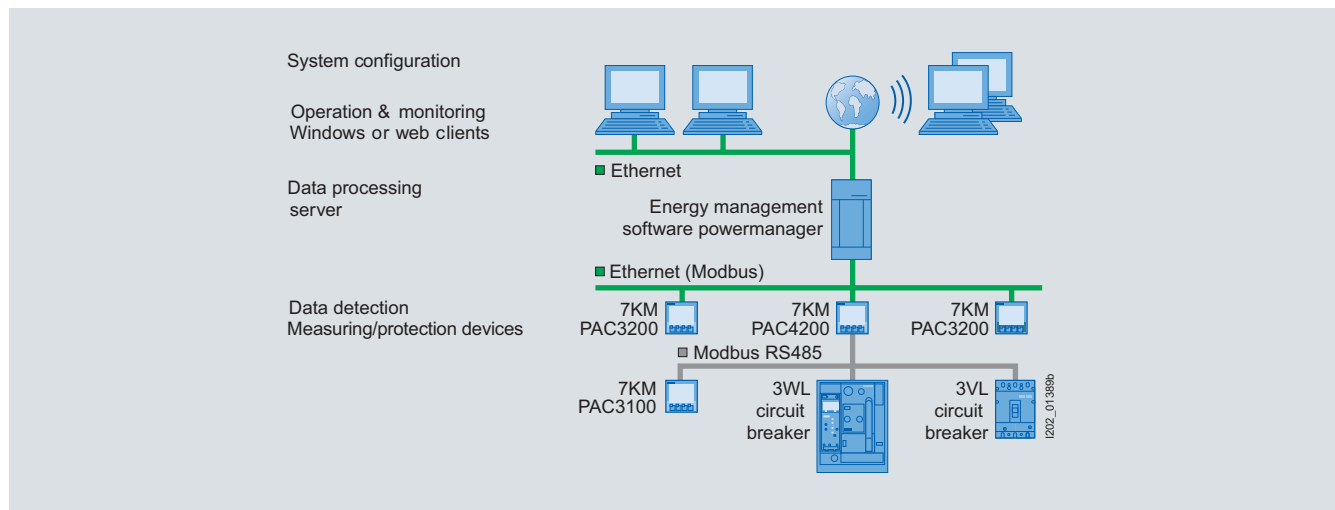 System configuration
Operation & monitoring
Windows or web clients
Ethernet
Data processing
server
Energy management
software powermanager
Ethernet (Modbus)
Data detection
Measuring/protection devices
7KM
PAC3200
7KM
PAC4200
7KM
PAC3200
Modbus RS485
7KM
PAC3100
3WL
circuit
breaker
3VL
circuit
breaker
I202_01389b